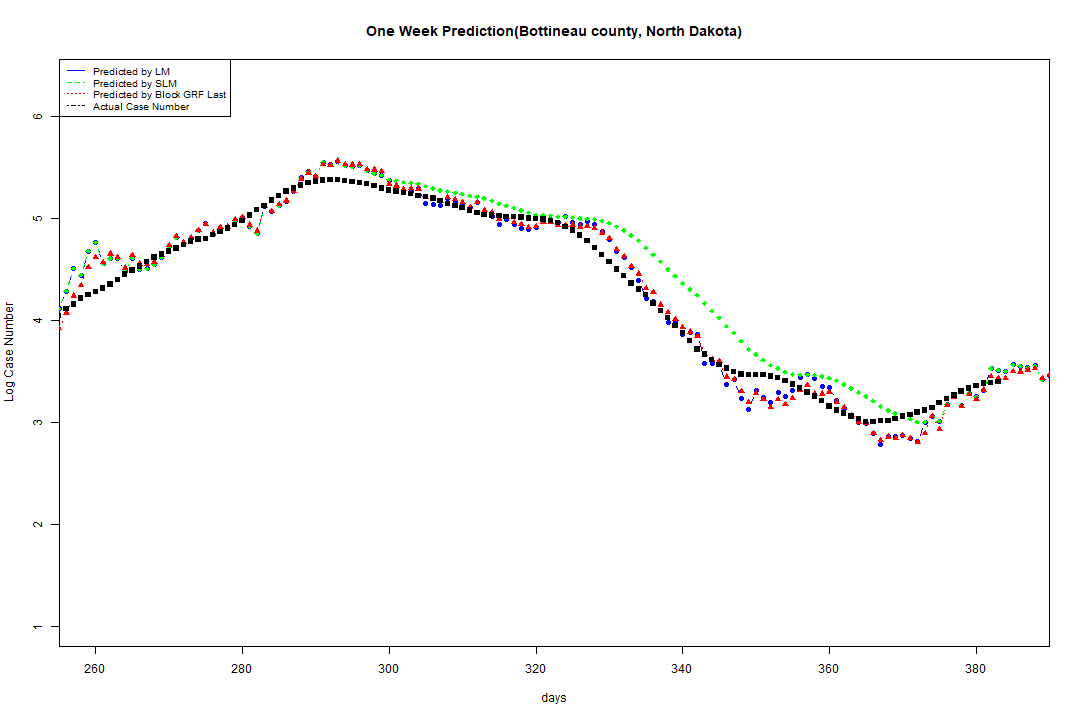 One Week Prediction(Bottineau county, North Dakota)
Predicted by LM
Predicted by SLM
Predicted by Block GRF Last
Actual Case Number
6
5
4
3
2
1
Log Case Number
260 280 300 320 340 360 380
days